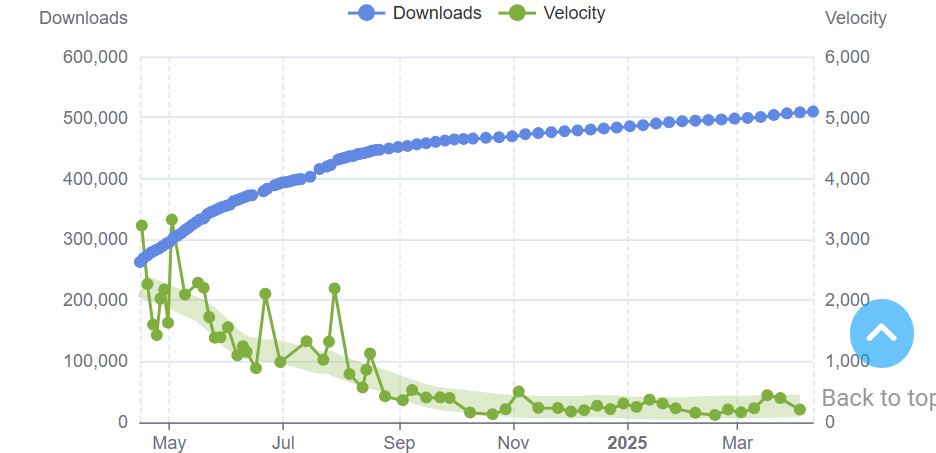 Downloads Downloads Velocity Velocity
600,000 6,000
500,000 5,000
400,000 4,000
300,000 3,000
200,000 2,000
100,000 1,000
Back to top
0 0
May Jul Sep Nov 2025 Mar